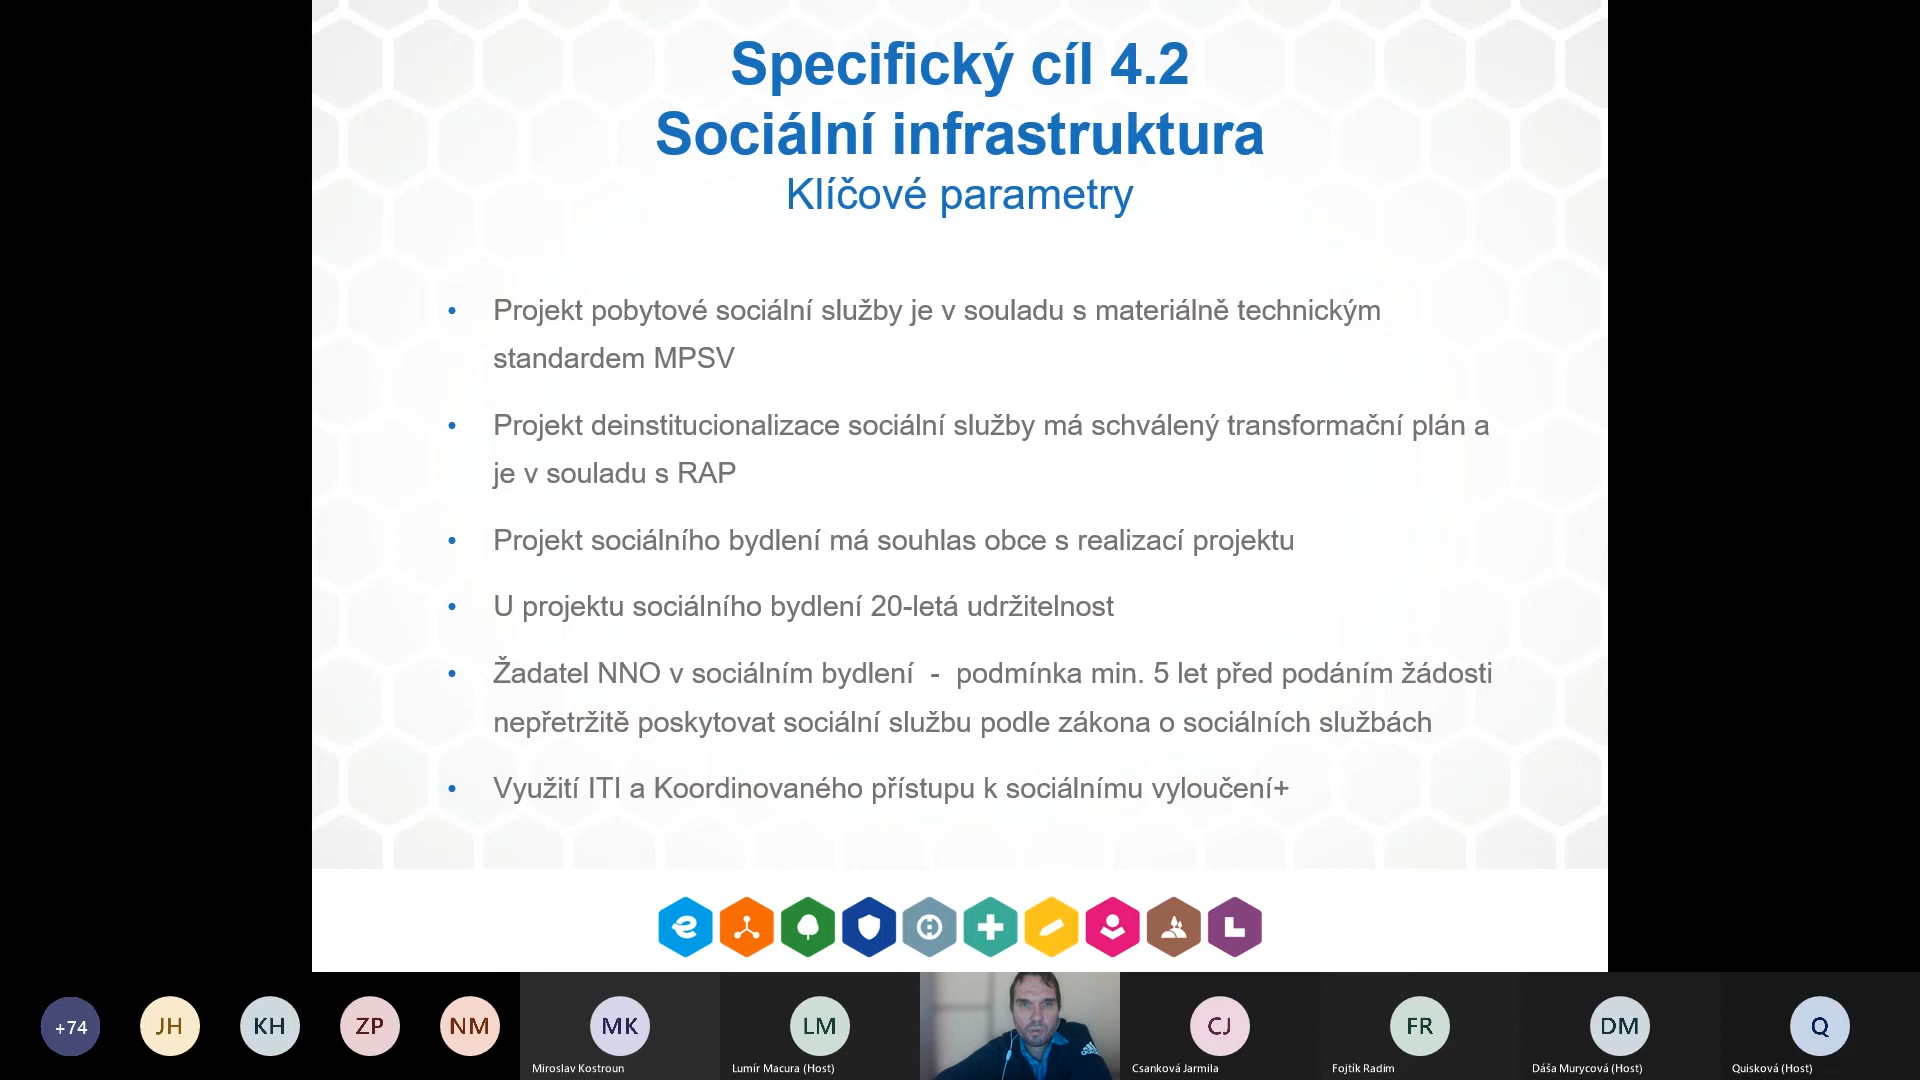 Specifický cíl 4.2
Sociální infrastruktura
Klíčové parametry
• Projekt pobytové sociální služby je v souladu s materiálně technickým
standardem MPSV
• Projekt deinstitucionalizace sociální služby má schválený transformační plán a
je v souladu s RAP
• Projekt sociálního bydlení má souhlas obce s realizací projektu
• U projektu sociálního bydlení 20-letá udržitelnost
• Žadatel NNO v sociálním bydlení - podmínka min. 5 let před podáním žádosti
nepřetržitě poskytovat sociální službu podle zákona o sociálních službách
• Využití ITI a Koordinovaného přístupu k sociálnímu vyloučení+
+74 JH KH ZP NM MK LM CJ FR DM Q
Miroslav Kostroun Lumír Macura (Host) Csanková Jarmila Fojtík Radim Dáša Murycová (Host) Quisková (Host)